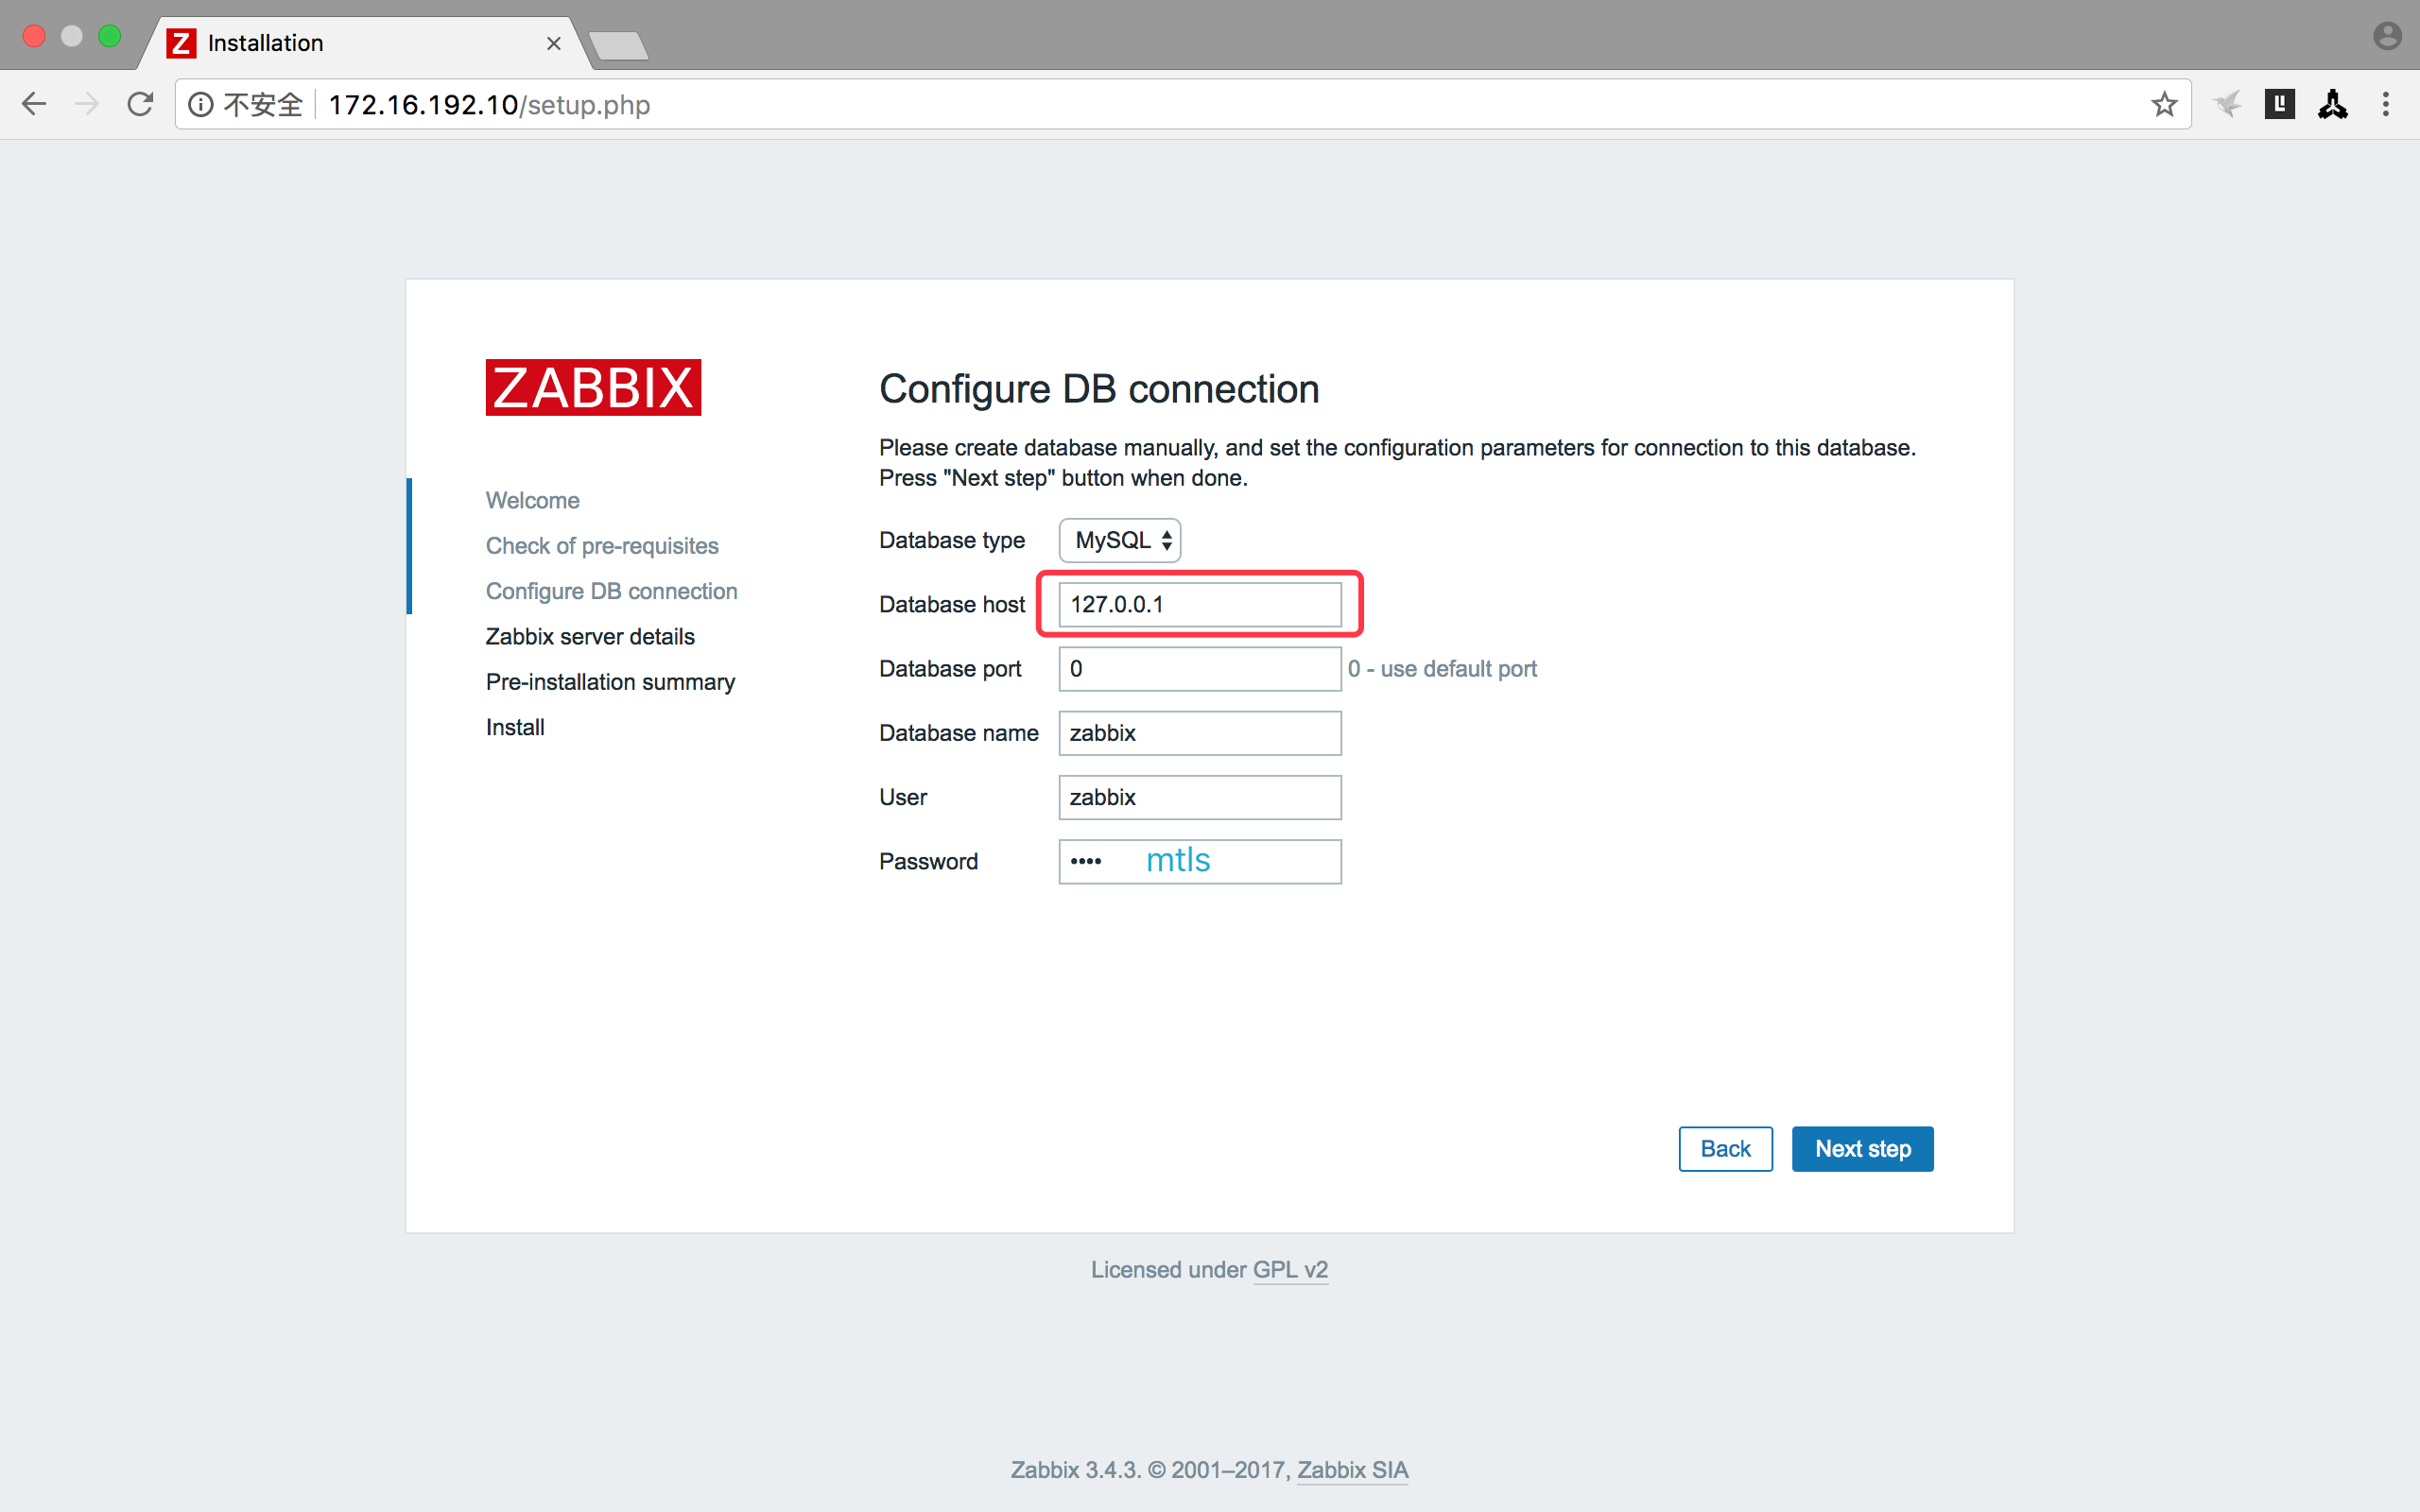 Z Installation
不安全 172.16.192.10/setup.php
ZABBIX
Welcome
Check of pre-requisites
Configure DB connection
Zabbix server details
Pre-installation summary
Install
Configure DB connection
Please create database manually, and set the configuration parameters for connection to this database.
Press "Next step" button when done.
Database type MySQL
Database host 127.0.0.1
Database port 0 0 - use default port
Database name zabbix
User zabbix
Password •••• mtls
Back Next step
Licensed under GPL v2
Zabbix 3.4.3. © 2001–2017, Zabbix SIA